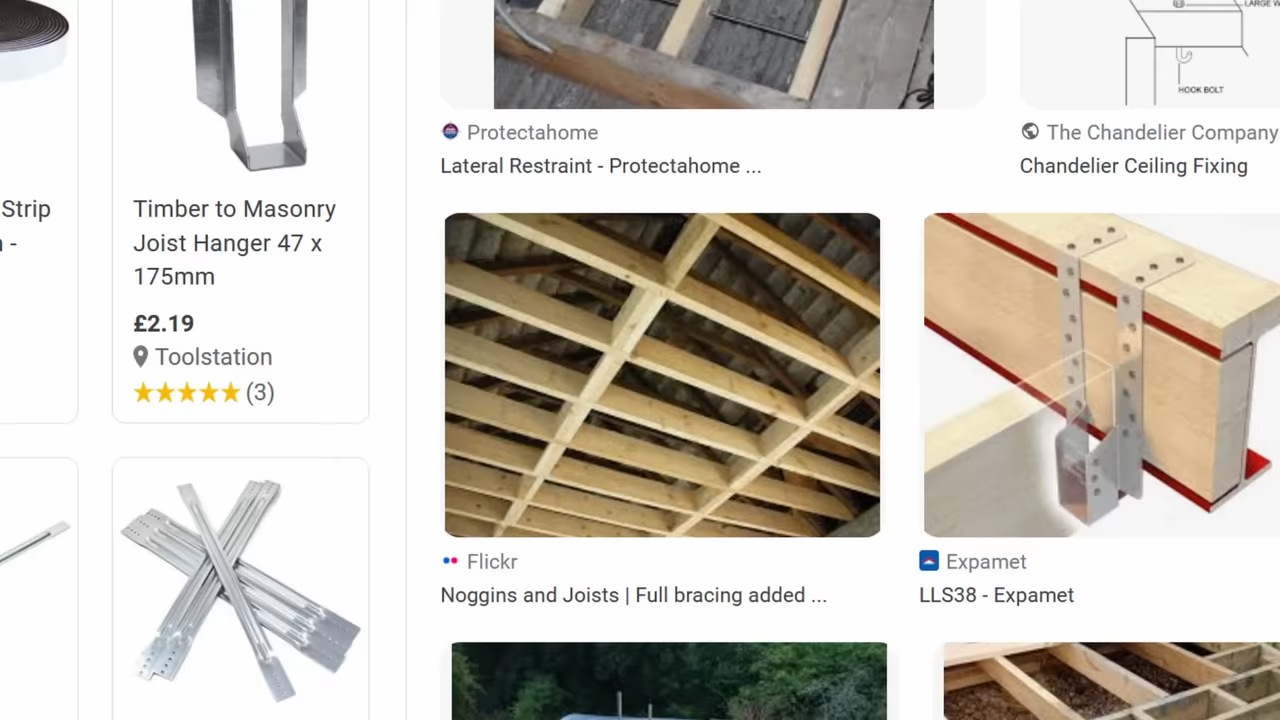 Strip
-
Timber to Masonry
Joist Hanger 47 x
175mm
£2.19
Toolstation
(3)
Protectahome
Lateral Restraint - Protectahome ...
LARGE W
HOOK BOLT
The Chandelier Company
Chandelier Ceiling Fixing
Flickr
Noggins and Joists | Full bracing added ...
Expamet
LLS38 - Expamet